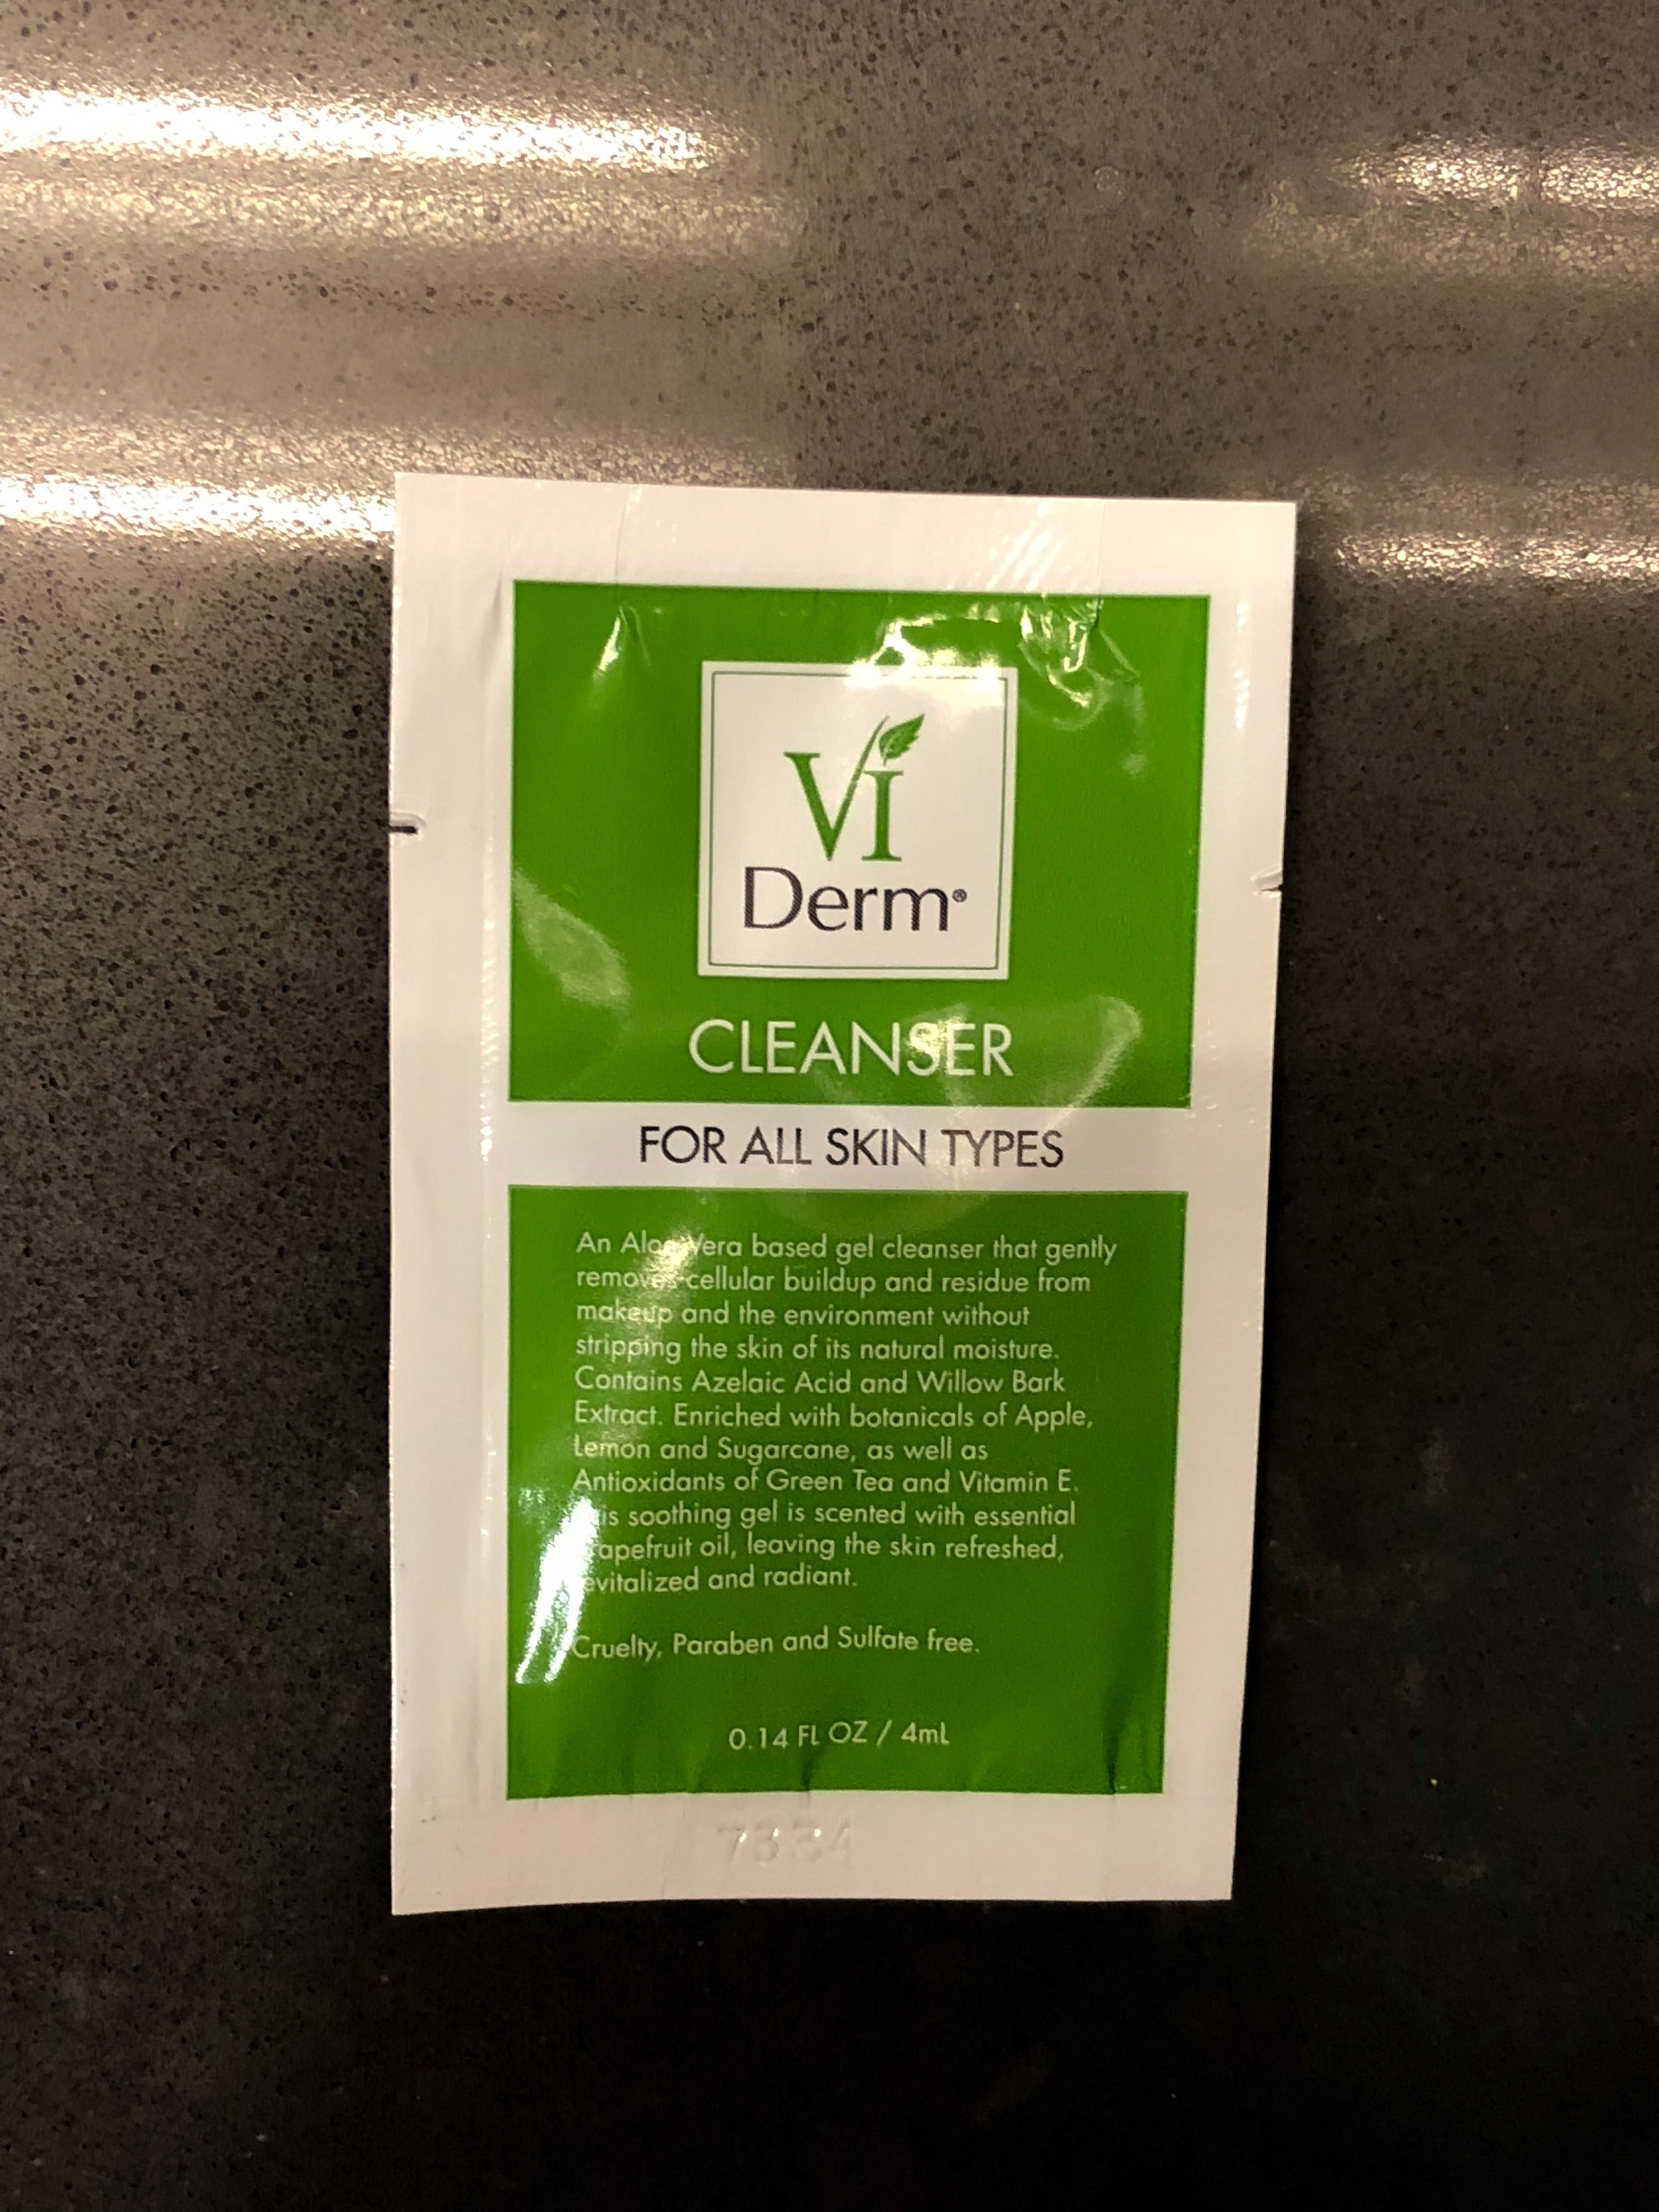 Vi
Derm®
CLEANSER
FOR ALL SKIN TYPES
An Aloe Vera based gel cleanser that gently
removes cellular buildup and residue from
makeup and the environment without
stripping the skin of its natural moisture.
Contains Azelaic Acid and Willow Bark
Extract. Enriched with botanicals of Apple,
Lemon and Sugarcane, as well as
Antioxidants of Green Tea and Vitamin E.
This soothing gel is scented with essential
grapefruit oil, leaving the skin refreshed,
revitalized and radiant.
Cruelty, Paraben and Sulfate free.
0.14 FL OZ / 4mL
7334